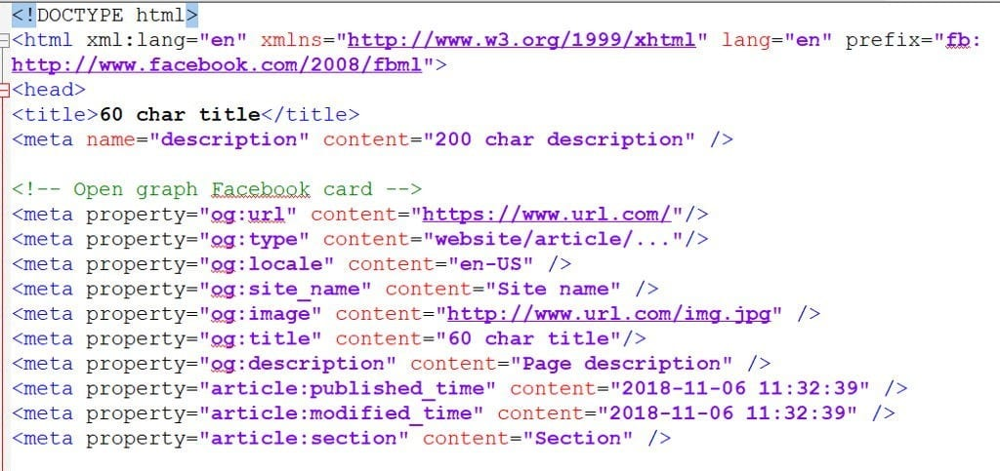 <!DOCTYPE html>
<html xml:lang="en" xmlns="http://www.w3.org/1999/xhtml" lang="en" prefix="fb:
http://www.facebook.com/2008/fbml">
<head>
<title>60 char title</title>
<meta name="description" content="200 char description" />
<!-- Open graph Facebook card -->
<meta property="og:url" content="https://www.url.com/"/>
<meta property="og:type" content="website/article/..."/>
<meta property="og:locale" content="en-US" />
<meta property="og:site_name" content="Site name" />
<meta property="og:image" content="http://www.url.com/img.jpg" />
<meta property="og:title" content="60 char title"/>
<meta property="og:description" content="Page description" />
<meta property="article:published_time" content="2018-11-06 11:32:39" />
<meta property="article:modified_time" content="2018-11-06 11:32:39" />
<meta property="article:section" content="Section" />